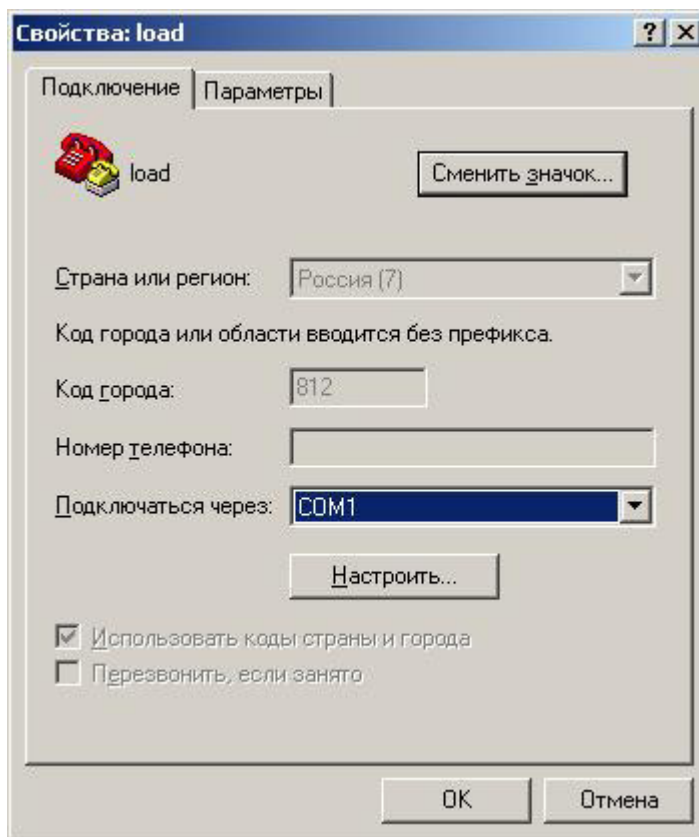 Свойства: load
Подключение Параметры
load
Сменить значок...
Страна или регион: Россия (7)
Код города или области вводится без префикса.
Код города: 812
Номер телефона:
Подключаться через: COM1
Настроить...
Использовать коды страны и города
Перезвонить, если занято
OK Отмена